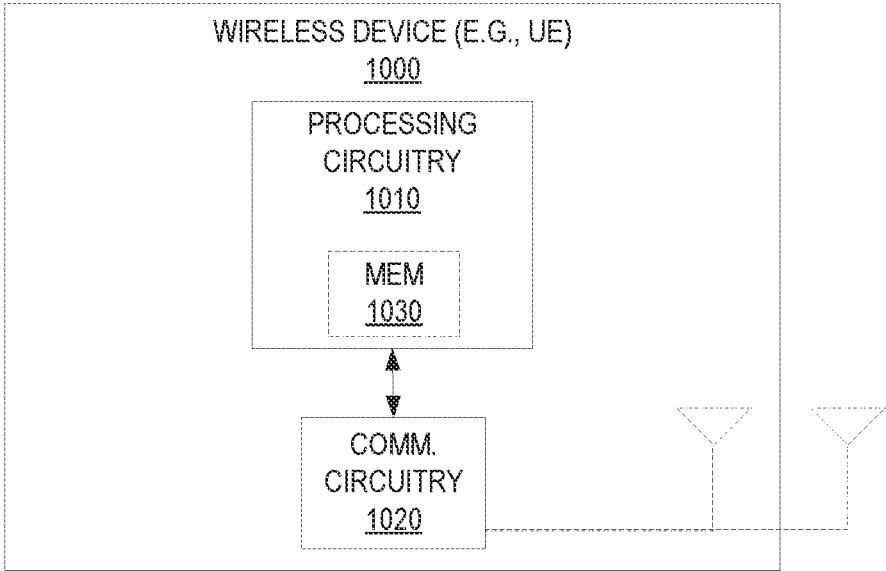 WIRELESS DEVICE (E.G., UE)
1000
PROCESSING
CIRCUITRY
1010
MEM
1030
COMM.
CIRCUITRY
1020